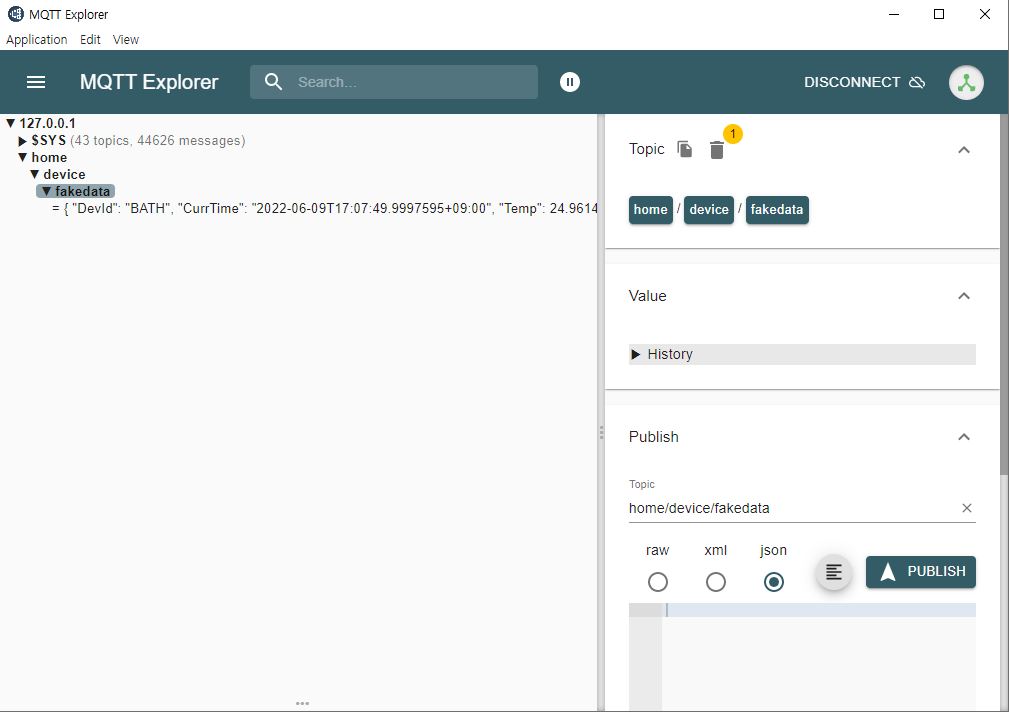 MQTT Explorer
Application Edit View
MQTT Explorer Search... DISCONNECT
▼ 127.0.0.1
▶ $SYS (43 topics, 44626 messages)
▼ home
▼ device
▼ fakedata
= { "DevId": "BATH", "CurrTime": "2022-06-09T17:07:49.9997595+09:00", "Temp": 24.9614
Topic 1
home / device / fakedata
Value
▶ History
Publish
Topic
home/device/fakedata
raw xml json
PUBLISH